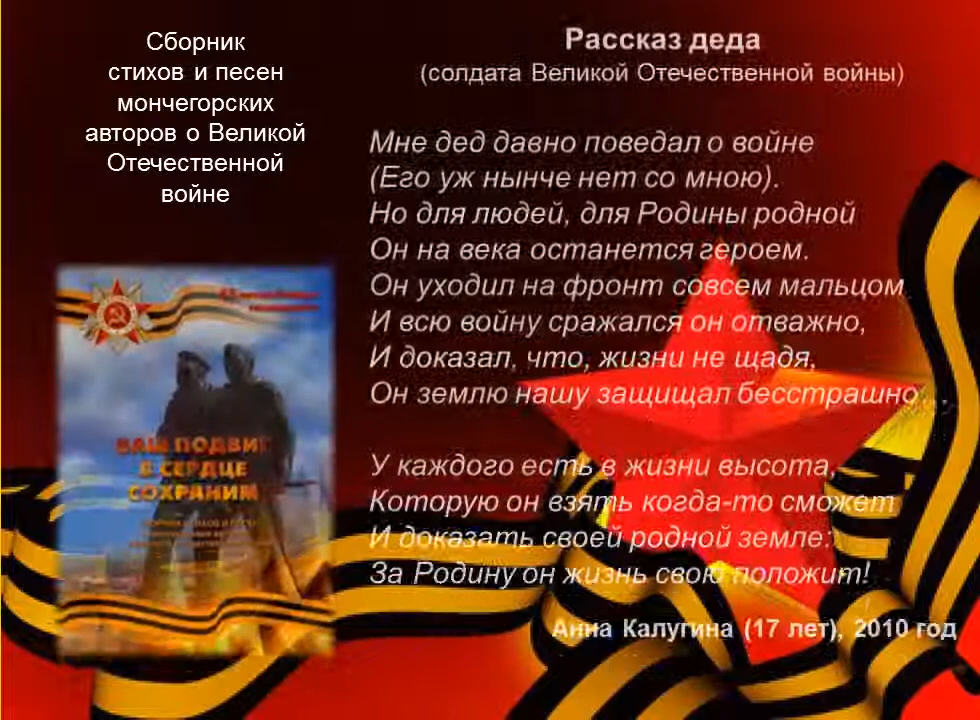 Сборник
стихов и песен
мончегорских
авторов о Великой
Отечественной
войне
ВАШ ПОДВИГ
В СЕРДЦЕ
СОХРАНИМ
Рассказ деда
(солдата Великой Отечественной войны)
Мне дед давно поведал о войне
(Его уж нынче нет со мною).
Но для людей, для Родины родной
Он на века останется героем.
Он уходил на фронт совсем мальцом
И всю войну сражался он отважно,
И доказал, что, жизни не щадя,
Он землю нашу защищал бесстрашно...
У каждого есть в жизни высота,
Которую он взять когда-то сможет
И доказать своей родной земле:
За Родину он жизнь свою положит!
Анна Калугина (17 лет), 2010 год